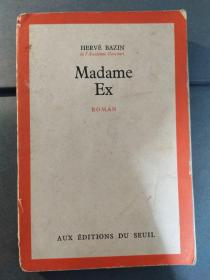 HERVÉ BAZIN
de l'Académie Goncourt
Madame
Ex
ROMAN
AUX ÉDITIONS DU SEUIL